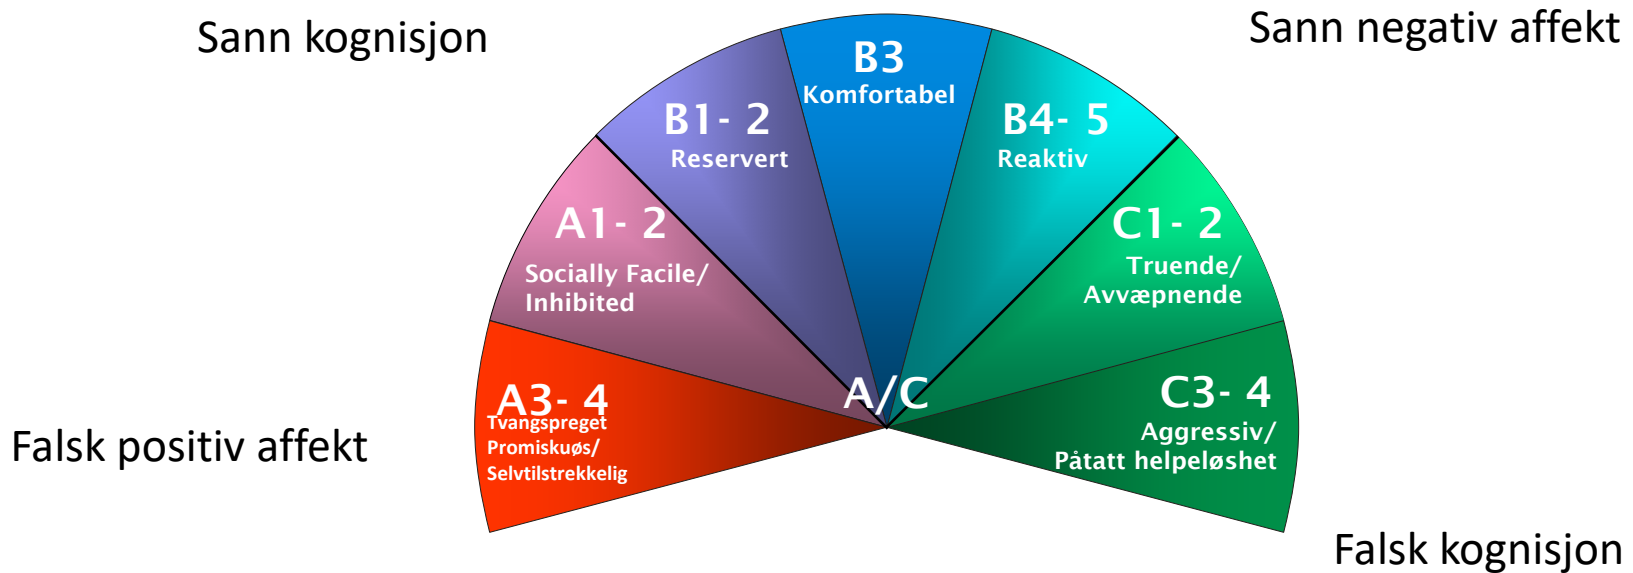 Sann kognisjon
Sann negativ affekt
B3
Komfortabel
B1- 2
Reservert
B4- 5
Reaktiv
A1- 2
Socially Facile/
Inhibited
C1- 2
Truende/
Avvæpnende
A3- 4
Tvangspreget
Promiskuøs/
Selvtilstrekkelig
A/C
C3- 4
Aggressiv/
Påtatt helpeløshet
Falsk positiv affekt
Falsk kognisjon